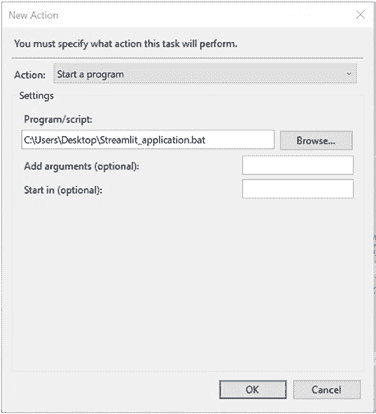 New Action
You must specify what action this task will perform.
Action: Start a program
Settings
Program/script:
C:\Users\Desktop\Streamlit_application.bat Browse...
Add arguments (optional):
Start in (optional):
OK Cancel